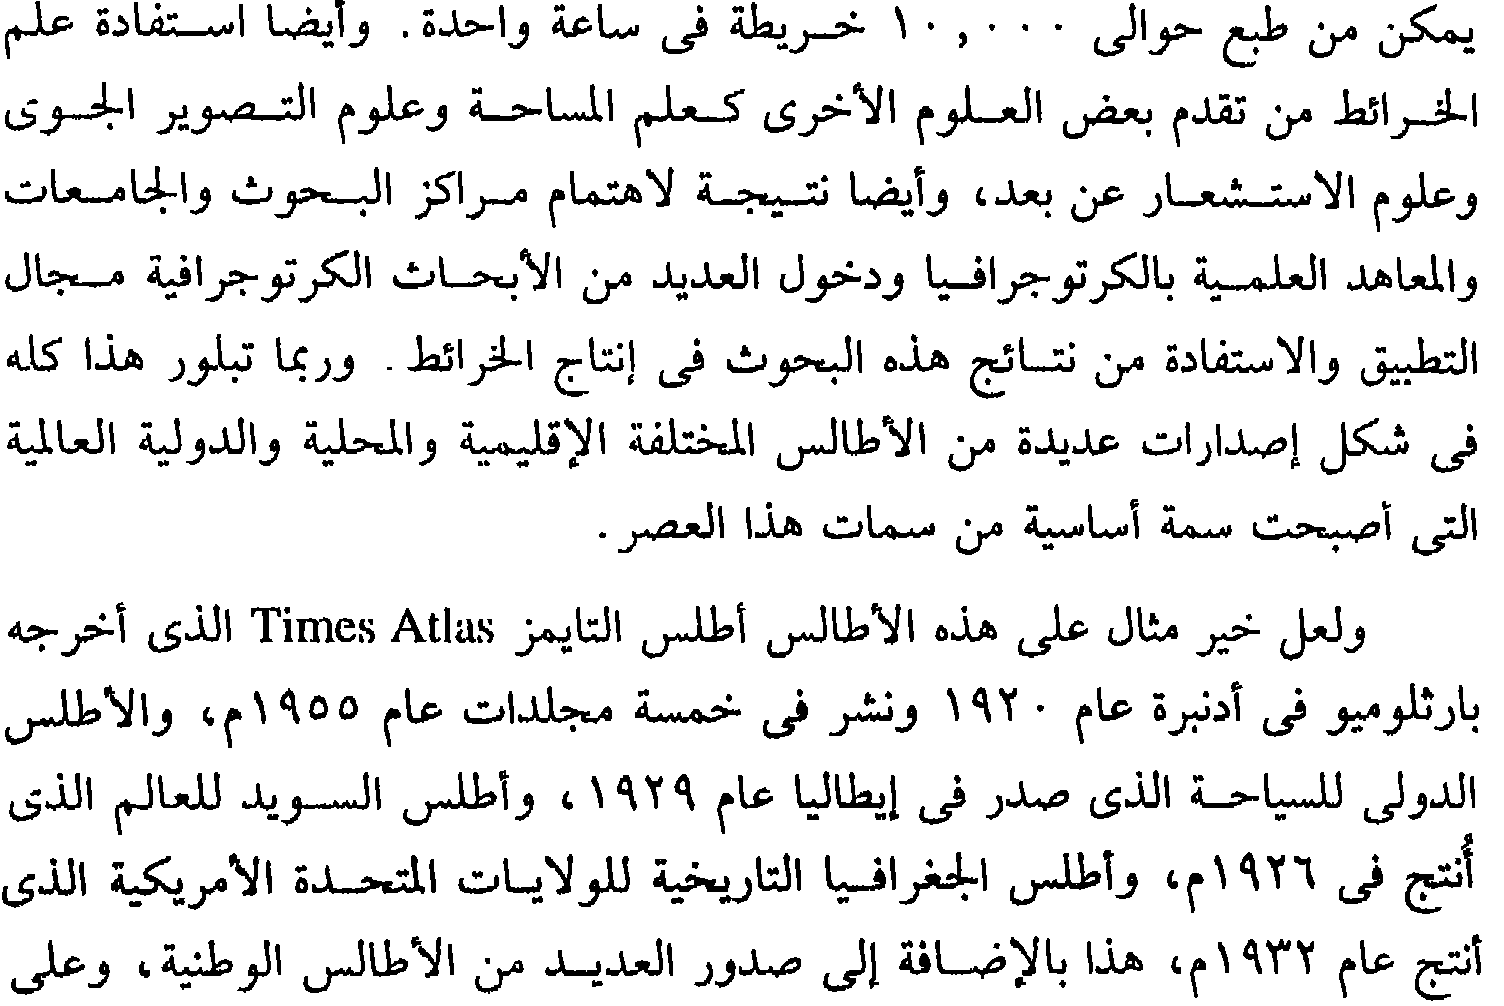 يمكن من طبع حوالى ١٠,٠٠٠ خريطة فى ساعة واحدة. وأيضا استفادة علم
الخرائط من تقدم بعض العلوم الأخرى كعلم المساحة وعلوم التصوير الجوى
وعلوم الاستشعار عن بعد، وأيضا نتيجة لاهتمام مراكز البحوث والجامعات
والمعاهد العلمية بالكرتوجرافيا ودخول العديد من الأبحاث الكرتوجرافية مجال
التطبيق والاستفادة من نتائج هذه البحوث فى إنتاج الخرائط. وربما تبلور هذا كله
فى شكل إصدارات عديدة من الأطالس المختلفة الإقليمية والمحلية والدولية العالمية
التى أصبحت سمة أساسية من سمات هذا العصر.
ولعل خير مثال على هذه الأطالس أطلس التايمز Times Atlas الذى أخرجه
بارثلوميو فى أدنبرة عام ١٩٢٠ ونشر فى خمسة مجلدات عام ١٩٥٥م، والأطلس
الدولى للسياحة الذى صدر فى إيطاليا عام ١٩٢٩، وأطلس السويد للعالم الذى
أُنتج فى ١٩٢٦م، وأطلس الجغرافيا التاريخية للولايات المتحدة الأمريكية الذى
أنتج عام ١٩٣٢م، هذا بالإضافة إلى صدور العديد من الأطالس الوطنية، وعلى